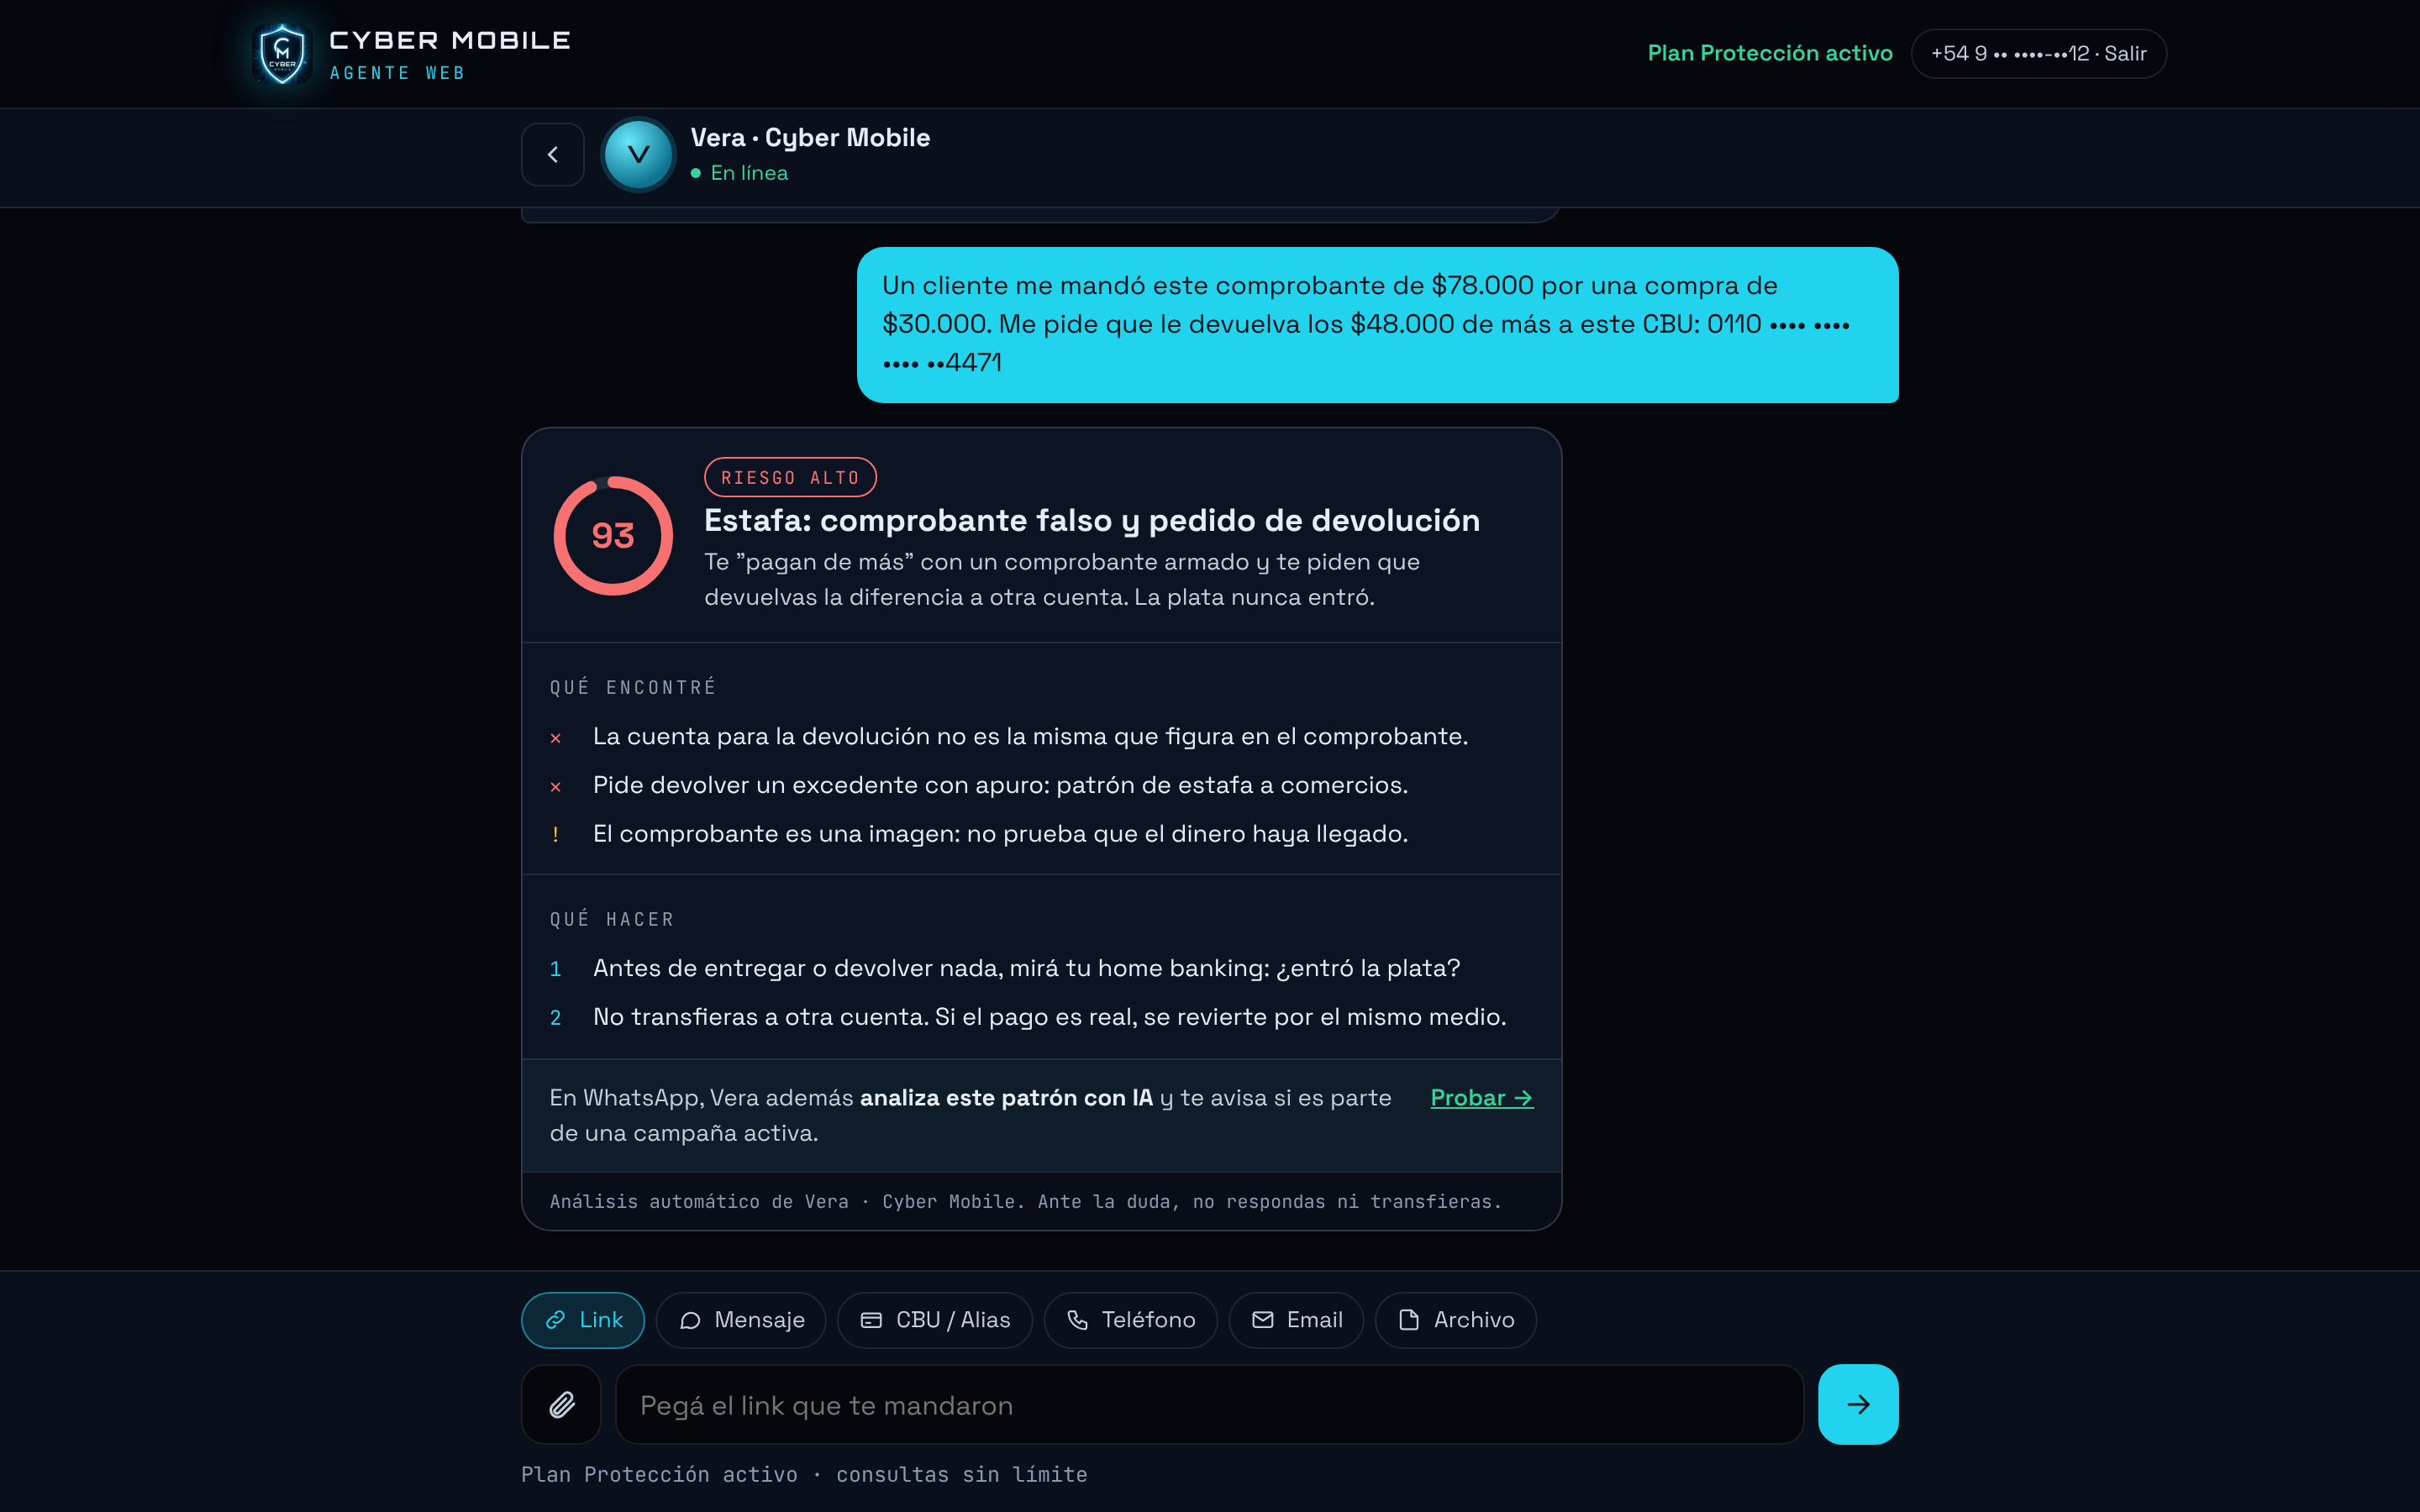 CYBER MOBILE
AGENTE WEB
Plan Protección activo
+54 9 •• ••••-••12 · Salir
V
Vera · Cyber Mobile
En línea
Un cliente me mandó este comprobante de $78.000 por una compra de
$30.000. Me pide que le devuelva los $48.000 de más a este CBU: 0110 •••• ••••
•••• ••4471
93
RIESGO ALTO
Estafa: comprobante falso y pedido de devolución
Te ”pagan de más” con un comprobante armado y te piden que
devuelvas la diferencia a otra cuenta. La plata nunca entró.
QUÉ ENCONTRÉ
× La cuenta para la devolución no es la misma que figura en el comprobante.
× Pide devolver un excedente con apuro: patrón de estafa a comercios.
! El comprobante es una imagen: no prueba que el dinero haya llegado.
QUÉ HACER
1 Antes de entregar o devolver nada, mirá tu home banking: ¿entró la plata?
2 No transfieras a otra cuenta. Si el pago es real, se revierte por el mismo medio.
En WhatsApp, Vera además analiza este patrón con IA y te avisa si es parte
de una campaña activa.
Probar →
Análisis automático de Vera · Cyber Mobile. Ante la duda, no respondas ni transfieras.
Link
Mensaje
CBU / Alias
Teléfono
Email
Archivo
Pegá el link que te mandaron
Plan Protección activo · consultas sin límite